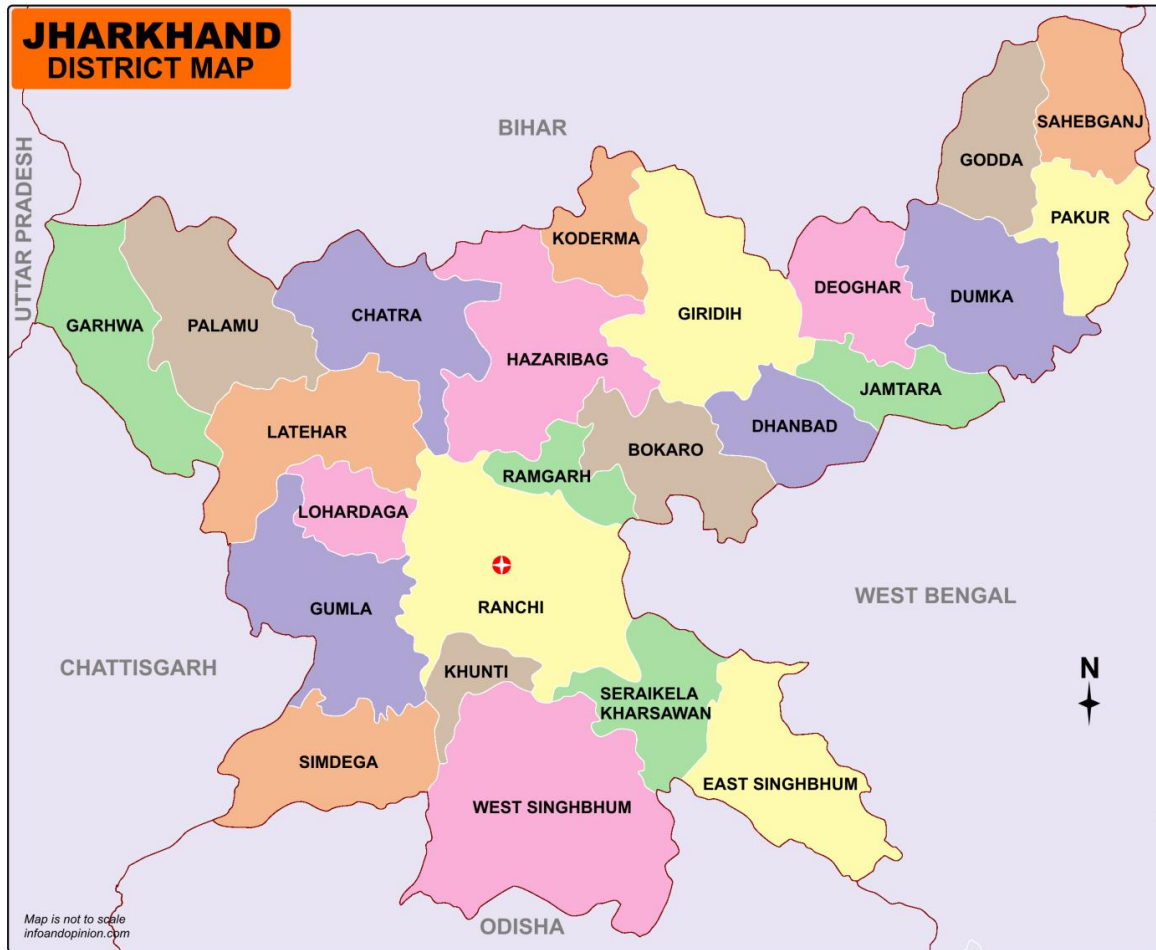 JHARKHAND
DISTRICT MAP
BIHAR
UTTAR PRADESH
SAHEBGANJ
GODDA
PAKUR
KODERMA
DEOGHAR
DUMKA
GARHWA
PALAMU
CHATRA
GIRIDIH
HAZARIBAG
JAMTARA
LATEHAR
DHANBAD
BOKARO
RAMGARH
LOHARDAGA
WEST BENGAL
GUMLA
RANCHI
CHATTISGARH
KHUNTI
N
SERAIKELA
KHARSAWAN
SIMDEGA
EAST SINGHBHUM
WEST SINGHBHUM
Map is not to scale
infoandopinion.com
ODISHA